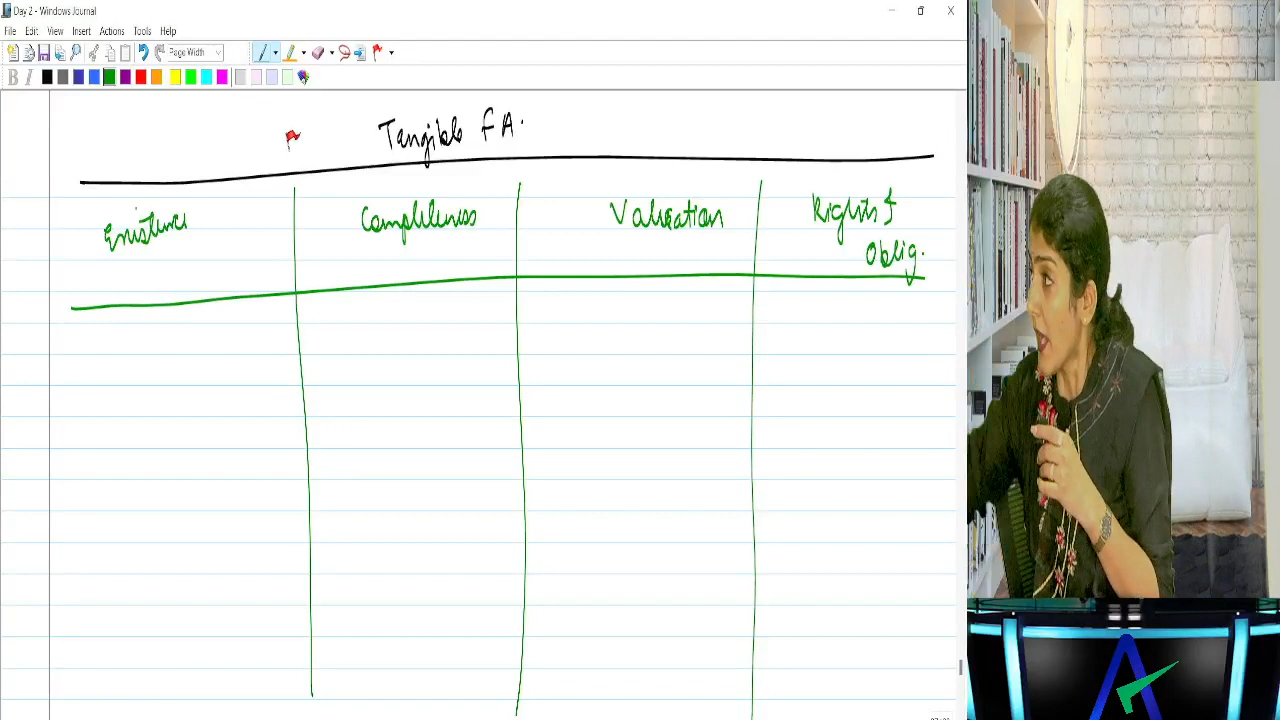 Day 2 - Windows Journal
File Edit View Insert Actions Tools Help
Page Width
B I
Tangible F A.
Existence Completeness Valuation Rights &
Oblig.